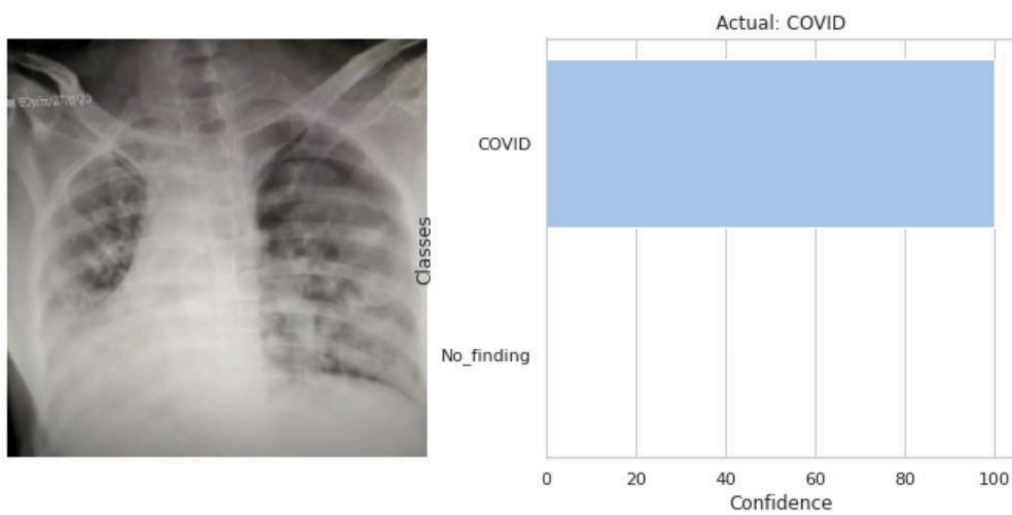 Actual: COVID
COVID
Classes
No_finding
0 20 40 60 80 100
Confidence